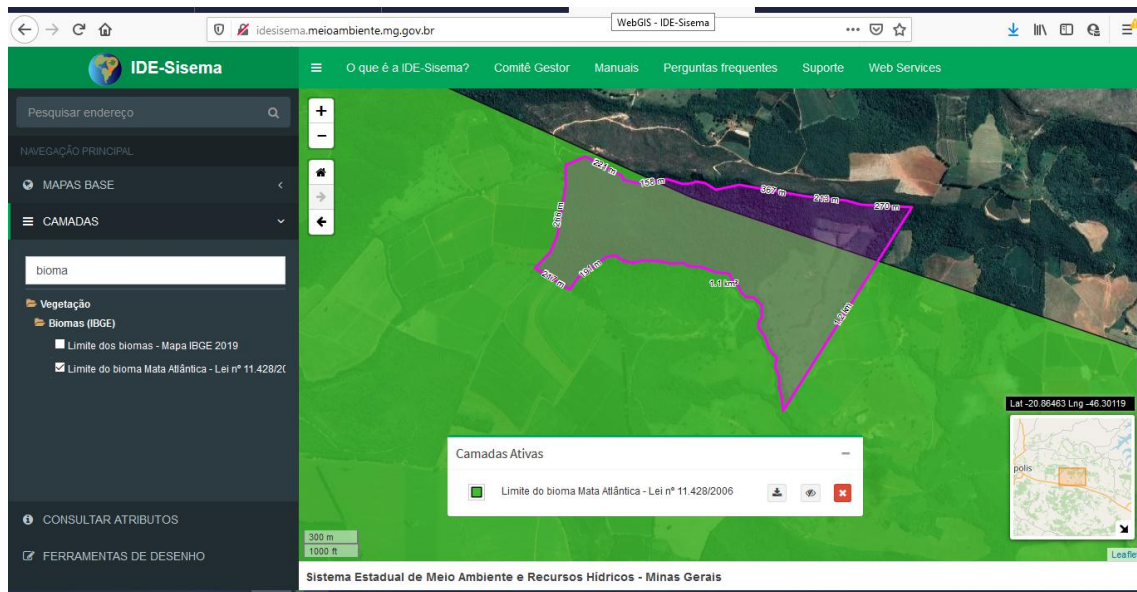 WebGIS - IDE-Sisema
idesisema.meioambiente.mg.gov.br
IDE-Sisema
O que é a IDE-Sisema?
Comitê Gestor
Manuais
Perguntas frequentes
Suporte
Web Services
Pesquisar endereço
NAVEGAÇÃO PRINCIPAL
MAPAS BASE
CAMADAS
bioma
Vegetação
Biomas (IBGE)
Limite dos biomas - Mapa IBGE 2019
Limite do bioma Mata Atlântica - Lei nº 11.428/20
CONSULTAR ATRIBUTOS
FERRAMENTAS DE DESENHO
+
−
221 m
158 m
367 m
213 m
270 m
217 m
191 m
1.1 km²
1.2 km
Lat -20.86463 Lng -46.30119
polis
Camadas Ativas
Limite do bioma Mata Atlântica - Lei nº 11.428/2006
300 m
1000 ft
Leafle
Sistema Estadual de Meio Ambiente e Recursos Hídricos - Minas Gerais